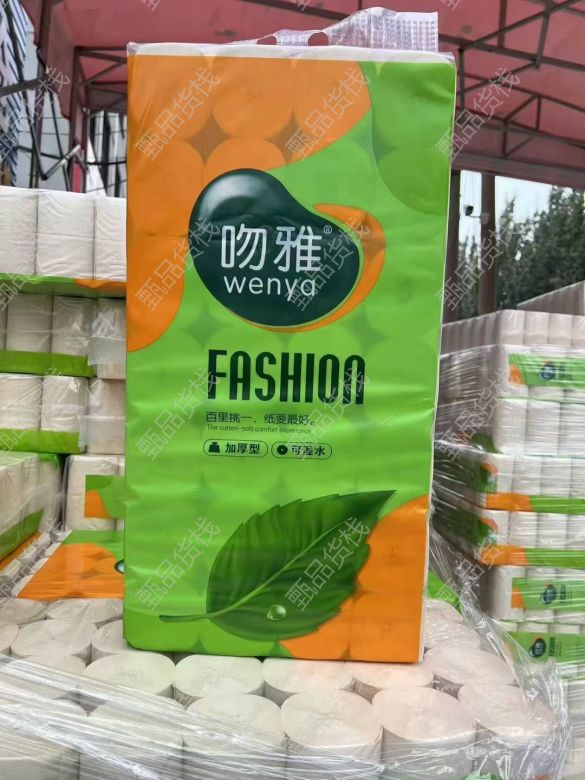 吻雅®
wenya
FASHION
百里挑一，纸要最好。
The cotton-soft comfort experience
加厚型
可湿水
甄品货栈